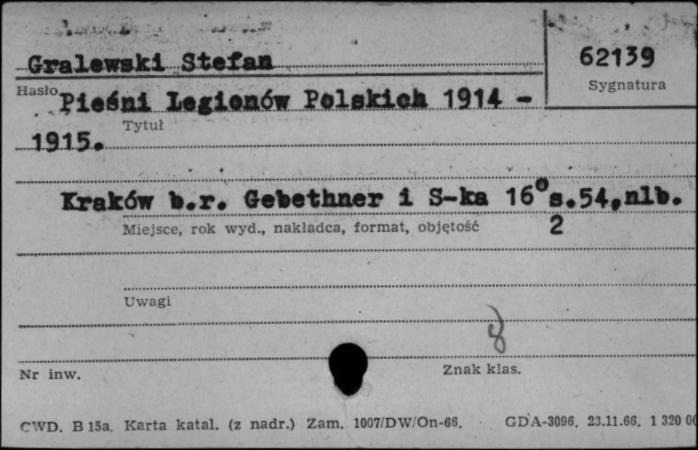 Gralewski Stefan 62139
Hasło Sygnatura
Pieśni Legionów Polskich 1914 -
Tytuł
1915.
Kraków b.r. Gebethner i S-ka 16° s.54,nlb.
Miejsce, rok wyd., nakładca, format, objętość 2
Uwagi
8
Nr inw. Znak klas.
CWD. B 15a. Karta katal. (z nadr.) Zam. 1007/DW/On-66. GDA-3096. 23.11.66. 1 320 00